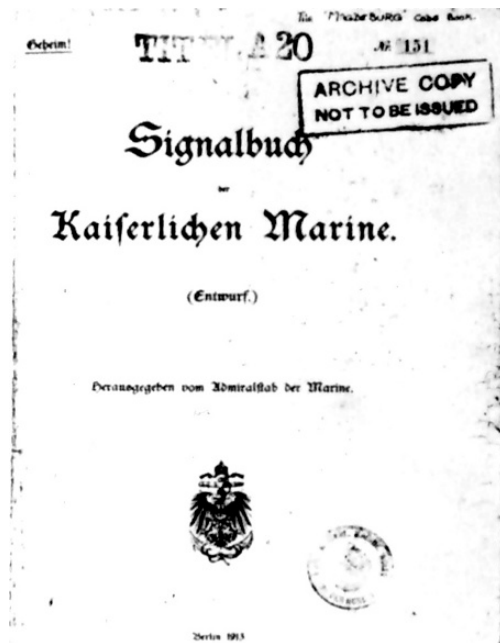 The "MAGDEBURG" Code Book.
Geheim!
№ 151
ARCHIVE COPY
NOT TO BE ISSUED
Signalbuch
der
Kaiserlichen Marine.
(Entwurf.)
Herausgegeben vom Admiralstab der Marine.
Berlin 1913